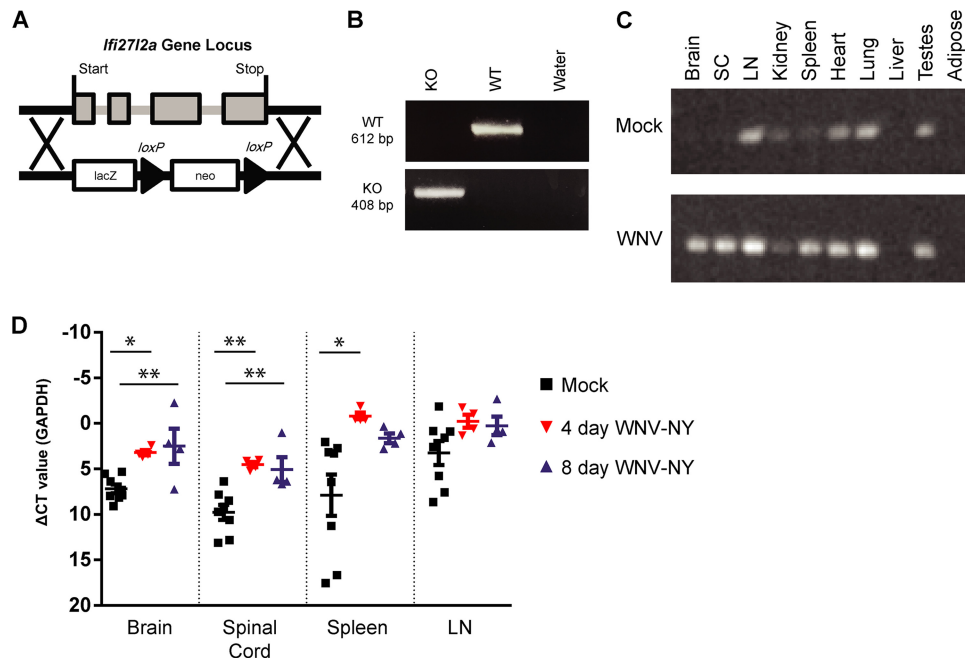 A
Ifi27l2a Gene Locus
Start
Stop
loxP
loxP
lacZ
neo
B
KO
WT
Water
WT
612 bp
KO
408 bp
C
Brain
SC
LN
Kidney
Spleen
Heart
Lung
Liver
Testes
Adipose
Mock
WNV
D
ΔCT value (GAPDH)
-10
-5
0
5
10
15
20
*
**
**
**
*
Brain
Spinal
Cord
Spleen
LN
Mock
4 day WNV-NY
8 day WNV-NY